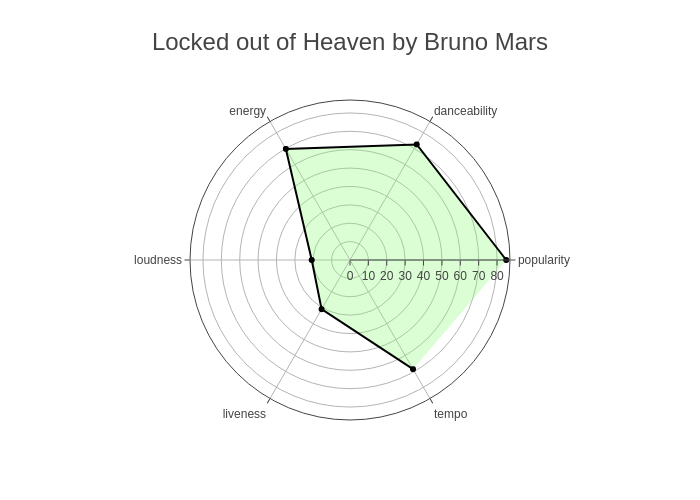 Locked out of Heaven by Bruno Mars
energy
danceability
loudness
popularity
0 10 20 30 40 50 60 70 80
liveness
tempo